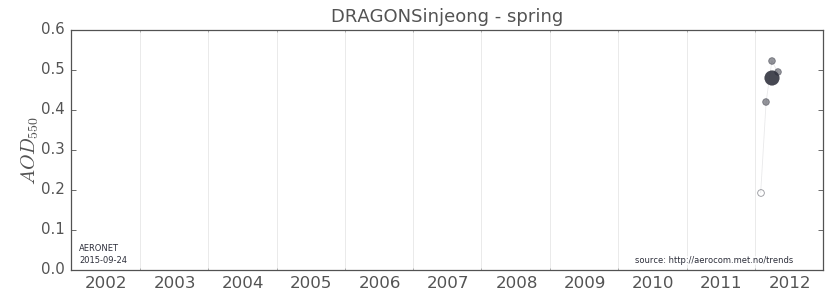 DRAGONSinjeong - spring
0.6
0.5
0.4
0.3
0.2
0.1
0.0
AOD550
AERONET
2015-09-24
source: http://aerocom.met.no/trends
2002 2003 2004 2005 2006 2007 2008 2009 2010 2011 2012